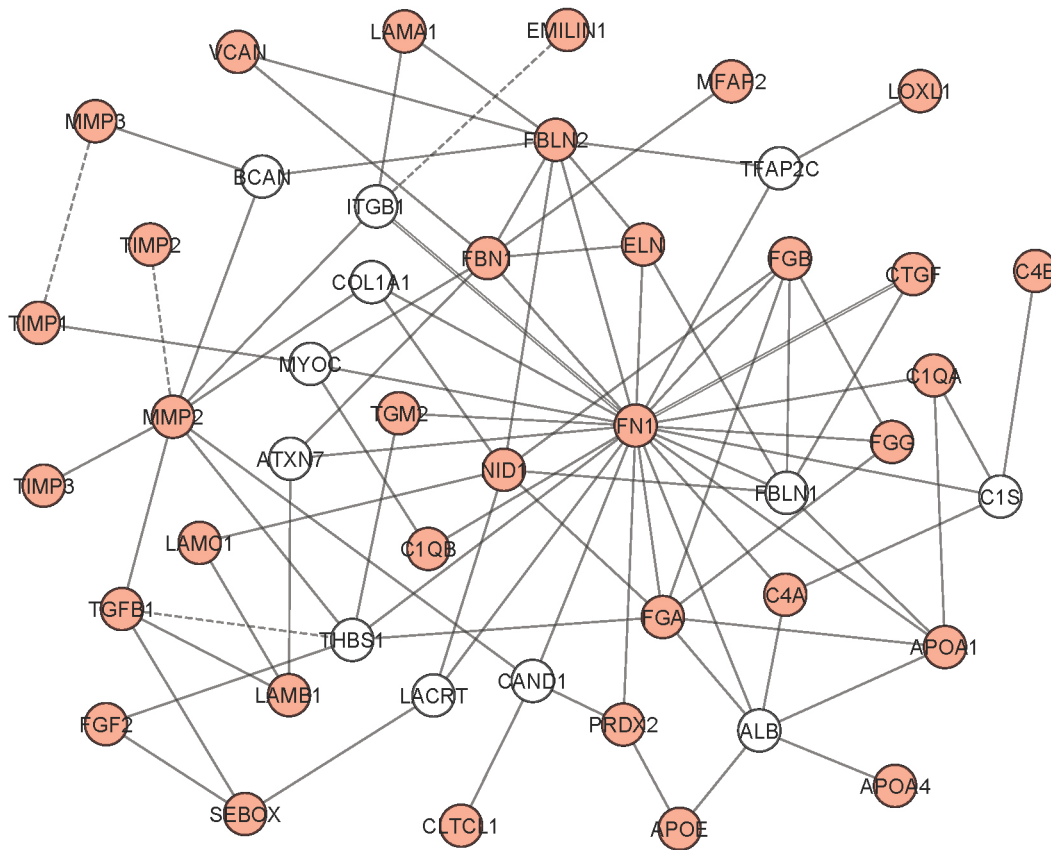 LAMA1
EMILIN1
VCAN
MFAP2
LOXL1
MMP3
FBLN2
TFAP2C
BCAN
ITGB1
TIMP2
ELN
FBN1
FGB
CTGF
C4B
COL1A1
TIMP1
MYOC
C1QA
MMP2
TGM2
FN1
FGG
ATXN7
NID1
TIMP3
FBLN1
C1S
LAMC1
C1QB
C4A
TGFB1
FGA
THBS1
APOA1
CAND1
LAMB1
LACRT
FGF2
PRDX2
ALB
APOA4
SEBOX
CLTCL1
APOE